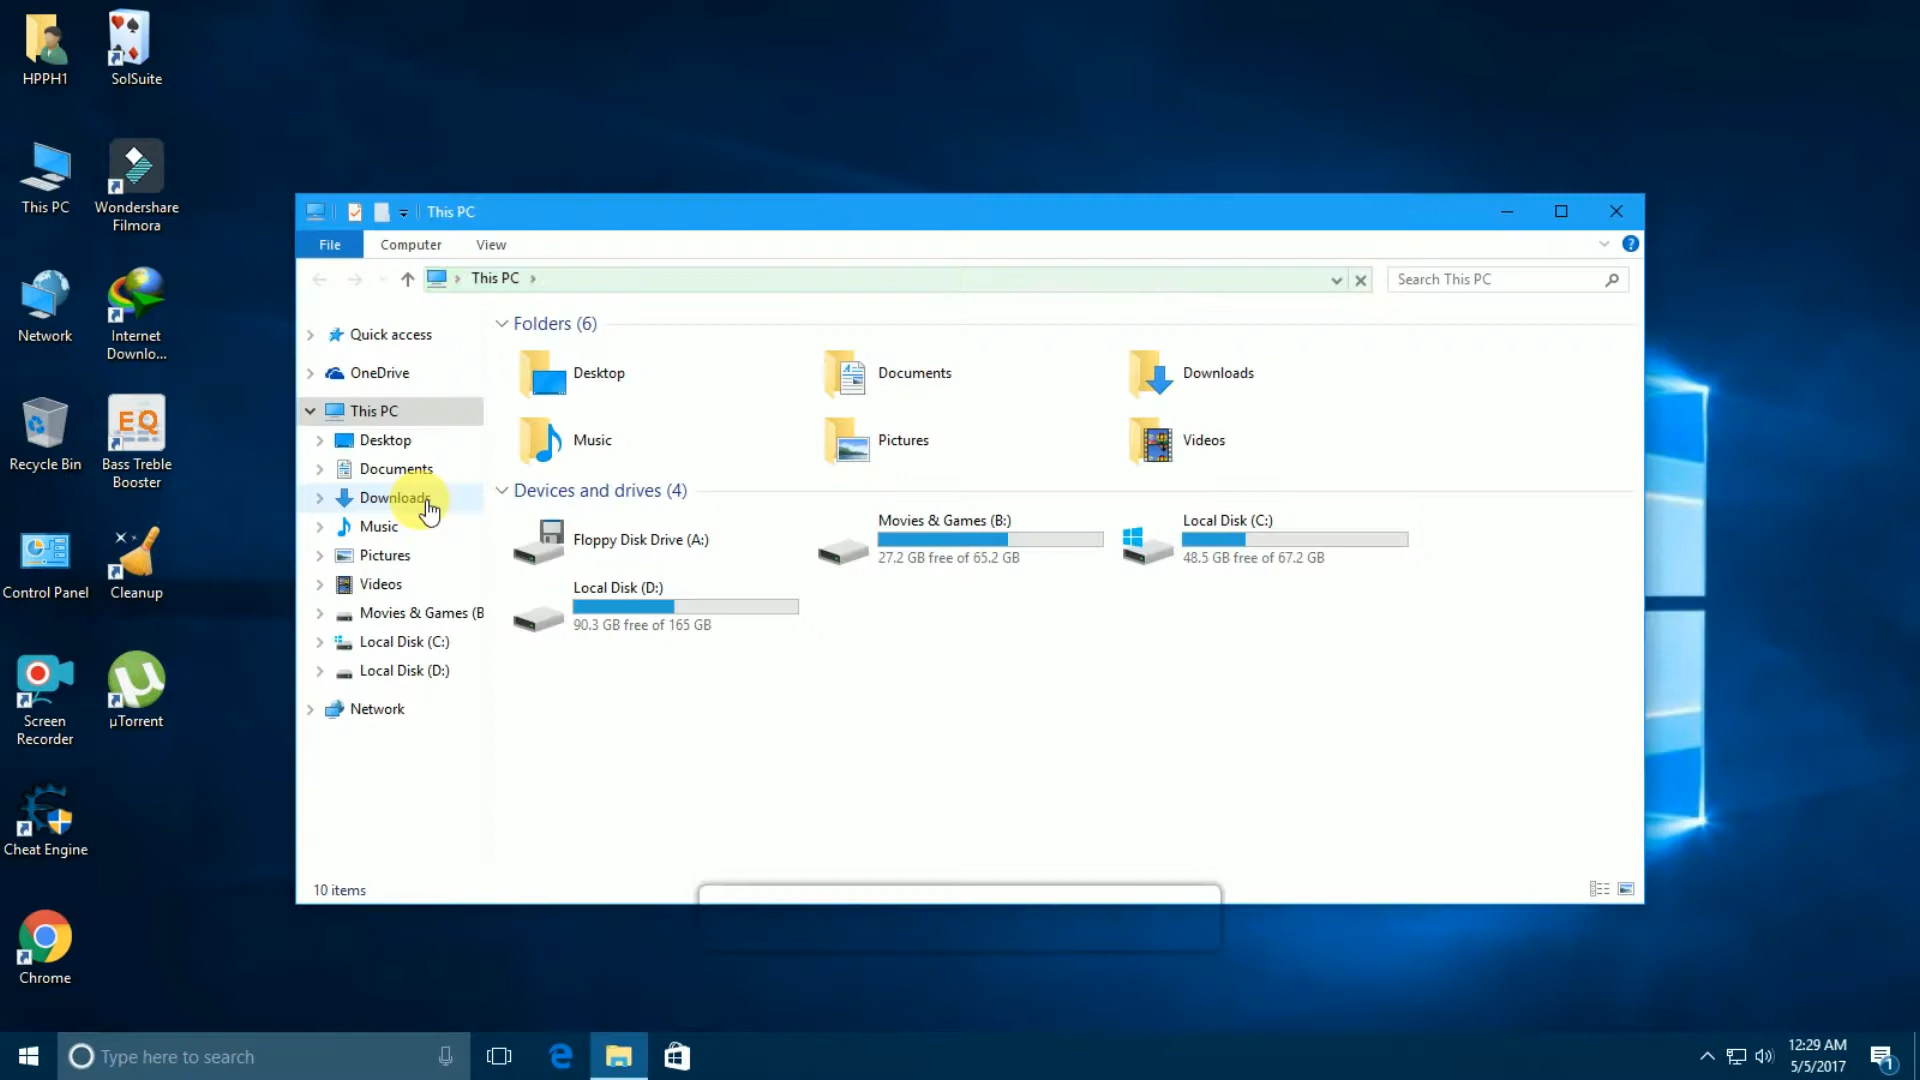 HPPH1
SolSuite
This PC
Wondershare
Filmora
Network
Internet
Downlo...
Recycle Bin
EQ
Bass Treble
Booster
Control Panel
Cleanup
Screen
Recorder
µTorrent
Cheat Engine
Chrome
This PC
File
Computer
View
This PC
Search This PC
Quick access
OneDrive
This PC
Desktop
Documents
Downloads
Music
Pictures
Videos
Movies & Games (B
Local Disk (C:)
Local Disk (D:)
Network
Folders (6)
Desktop
Documents
Downloads
Music
Pictures
Videos
Devices and drives (4)
Floppy Disk Drive (A:)
Movies & Games (B:)
27.2 GB free of 65.2 GB
Local Disk (C:)
48.5 GB free of 67.2 GB
Local Disk (D:)
90.3 GB free of 165 GB
10 items
Type here to search
12:29 AM
5/5/2017
1